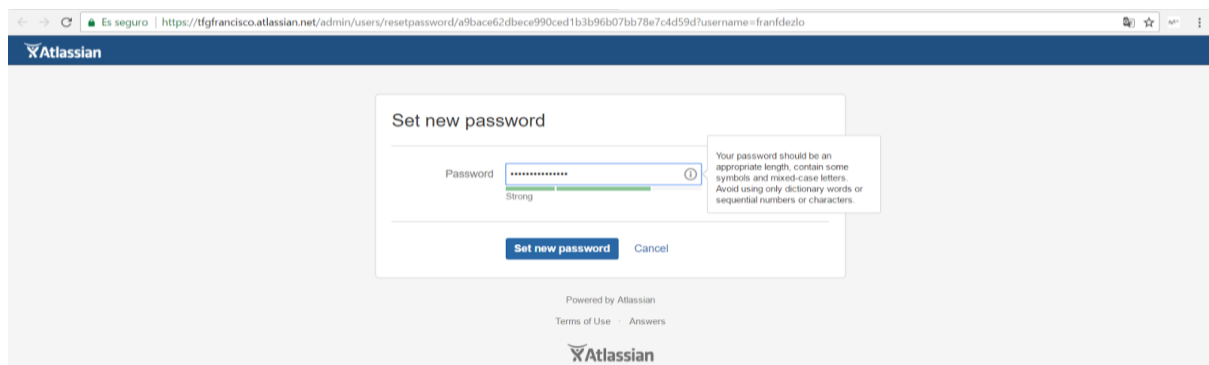 Es seguro | https://tfgfrancisco.atlassian.net/admin/users/resetpassword/a9bace62dbece990ced1b3b96b07bb78e7c4d59d?username=franfdezlo
Atlassian
Set new password
Your password should be an
appropriate length, contain some
symbols and mixed-case letters.
Avoid using only dictionary words or
sequential numbers or characters.
Password •••••••••••••••
Strong
Set new password Cancel
Powered by Atlassian
Terms of Use · Answers
Atlassian